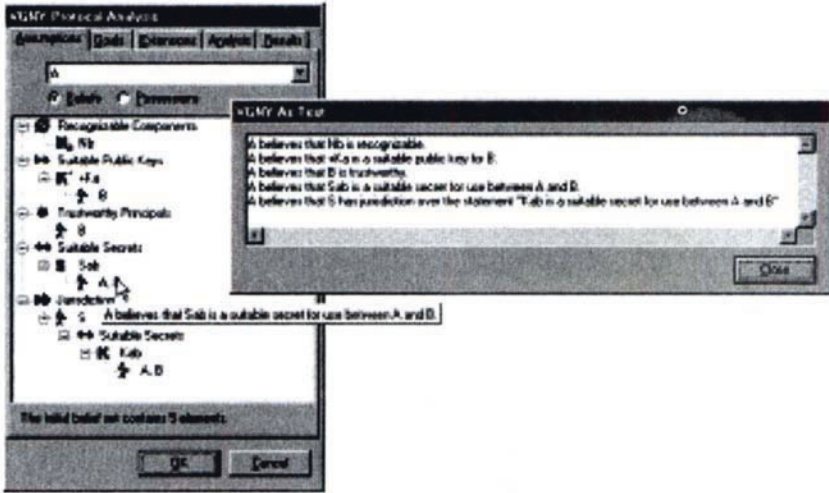 VGNY Protocol Analysis
Assumptions Goals Extensions Analysis Results
A
Beliefs Possessions
Recognizable Components
Nb
Suitable Public Keys
+Ka
B
Trustworthy Principals
B
Suitable Secrets
Sab
A,
Jurisdiction
S
Suitable Secrets
Kab
A, B
A believes that Sab is a suitable secret for use between A and B.
The initial belief set contains 5 elements.
OK Cancel
VGNY As Text
A believes that Nb is recognizable.
A believes that +Ka is a suitable public key for B.
A believes that B is trustworthy.
A believes that Sab is a suitable secret for use between A and B.
A believes that S has jurisdiction over the statement "Kab is a suitable secret for use between A and B"
Close